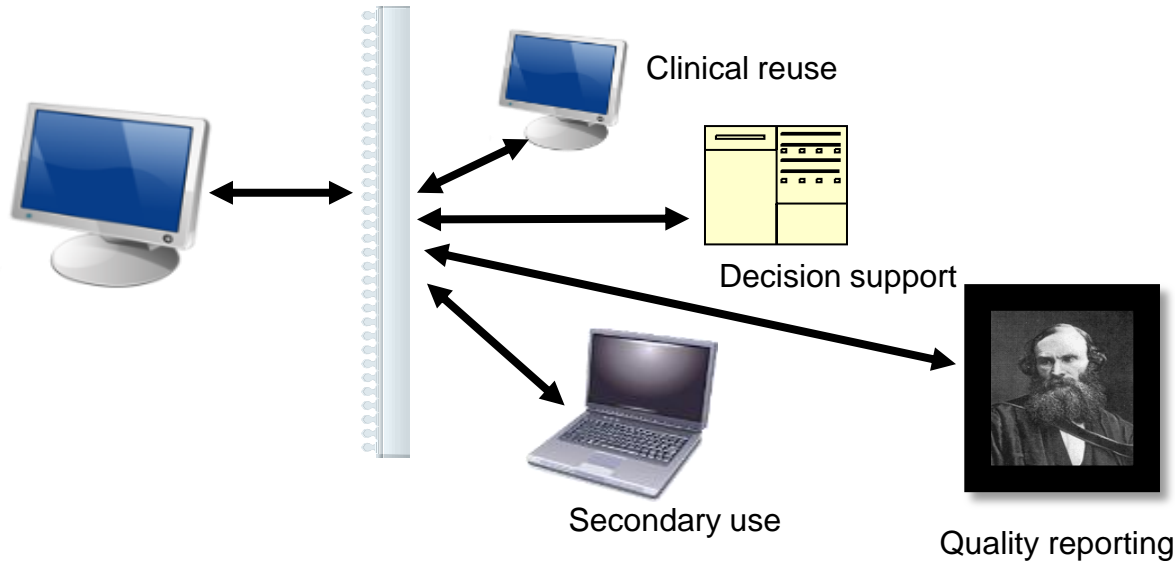 Clinical reuse
Decision support
Secondary use
Quality reporting